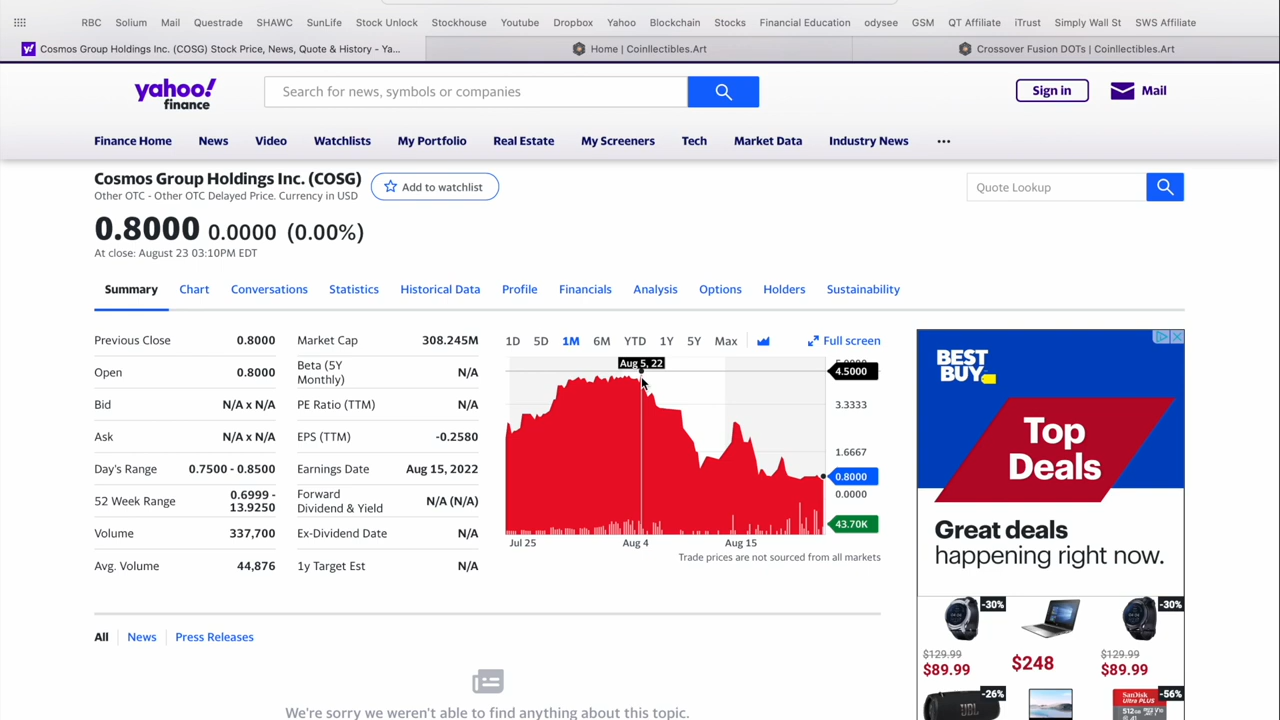 RBC Solium Mail Questrade SHAWC SunLife Stock Unlock Stockhouse Youtube Dropbox Yahoo Blockchain Stocks Financial Education odysee GSM QT Affiliate iTrust Simply Wall St SWS Affiliate
Cosmos Group Holdings Inc. (COSG) Stock Price, News, Quote & History - Ya... Home | Coinllectibles.Art Crossover Fusion DOTs | Coinllectibles.Art
yahoo!
finance
Search for news, symbols or companies
Sign in Mail
Finance Home News Video Watchlists My Portfolio Real Estate My Screeners Tech Market Data Industry News ...
Cosmos Group Holdings Inc. (COSG)
Add to watchlist
Quote Lookup
Other OTC - Other OTC Delayed Price. Currency in USD
0.8000 0.0000 (0.00%)
At close: August 23 03:10PM EDT
Summary Chart Conversations Statistics Historical Data Profile Financials Analysis Options Holders Sustainability
Previous Close 0.8000
Open 0.8000
Bid N/A x N/A
Ask N/A x N/A
Day's Range 0.7500 - 0.8500
52 Week Range 0.6999 -
13.9250
Volume 337,700
Avg. Volume 44,876
Market Cap 308.245M
Beta (5Y
Monthly) N/A
PE Ratio (TTM) N/A
EPS (TTM) -0.2580
Earnings Date Aug 15, 2022
Forward
Dividend & Yield N/A (N/A)
Ex-Dividend Date N/A
1y Target Est N/A
1D 5D 1M 6M YTD 1Y 5Y Max Full screen
Aug 5, 22
5.0000
4.5000
3.3333
1.6667
0.8000
0.0000
43.70K
Jul 25 Aug 4 Aug 15
Trade prices are not sourced from all markets
BEST
BUY
Top
Deals
Great deals
happening right now.
-30% -30%
$129.99 $129.99
$89.99 $248 $89.99
-26% -56%
JBL
SanDisk
Ultra PLUS
512GB
All News Press Releases
We're sorry we weren't able to find anything about this topic.